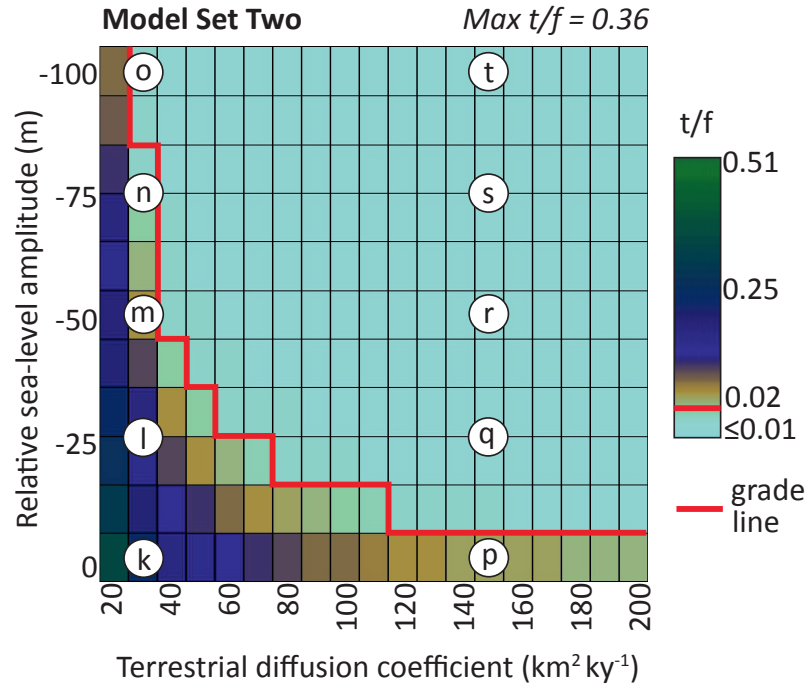 Model Set Two
Max t/f = 0.36
Relative sea-level amplitude (m)
-100
-75
-50
-25
0
o
t
n
s
m
r
l
q
k
p
20
40
60
80
100
120
140
160
180
200
Terrestrial diffusion coefficient (km² ky⁻¹)
t/f
0.51
0.25
0.02
≤0.01
grade
line